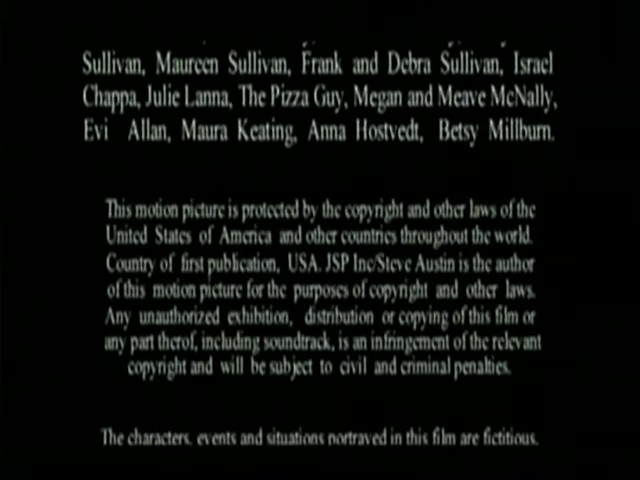 Sullivan, Maureen Sullivan, Frank and Debra Sullivan, Israel
Chappa, Julie Lanna, The Pizza Guy, Megan and Meave McNally,
Evi Allan, Maura Keating, Anna Hostvedt, Betsy Millburn.
This motion picture is protected by the copyright and other laws of the
United States of America and other countries throughout the world.
Country of first publication, USA. JSP Inc/Steve Austin is the author
of this motion picture for the purposes of copyright and other laws.
Any unauthorized exhibition, distribution or copying of this film or
any part therof, including soundtrack, is an infringement of the relevant
copyright and will be subject to civil and criminal penalties.
The characters, events and situations portrayed in this film are fictitious.